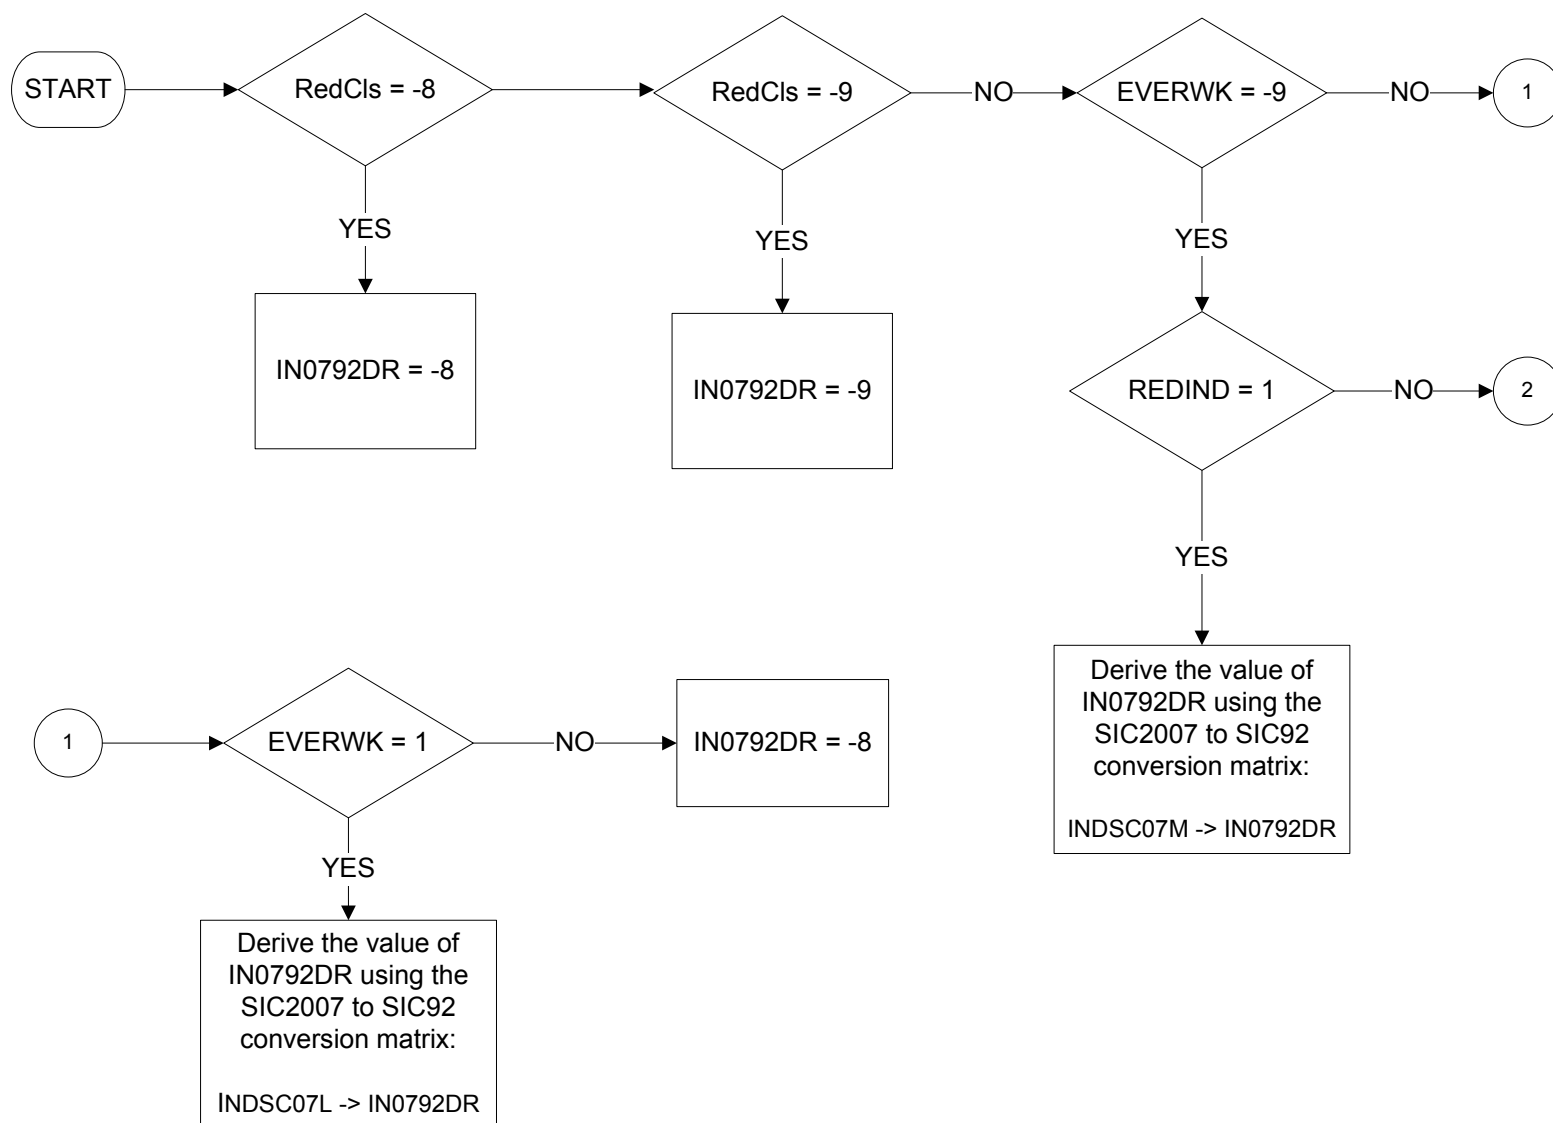 START
RedCls = -8
RedCls = -9
NO
EVERWK = -9
NO
1
YES
YES
YES
IN0792DR = -8
IN0792DR = -9
REDIND = 1
NO
2
YES
Derive the value of
IN0792DR using the
SIC2007 to SIC92
conversion matrix:
INDSC07M -> IN0792DR
1
EVERWK = 1
NO
IN0792DR = -8
YES
Derive the value of
IN0792DR using the
SIC2007 to SIC92
conversion matrix:
INDSC07L -> IN0792DR